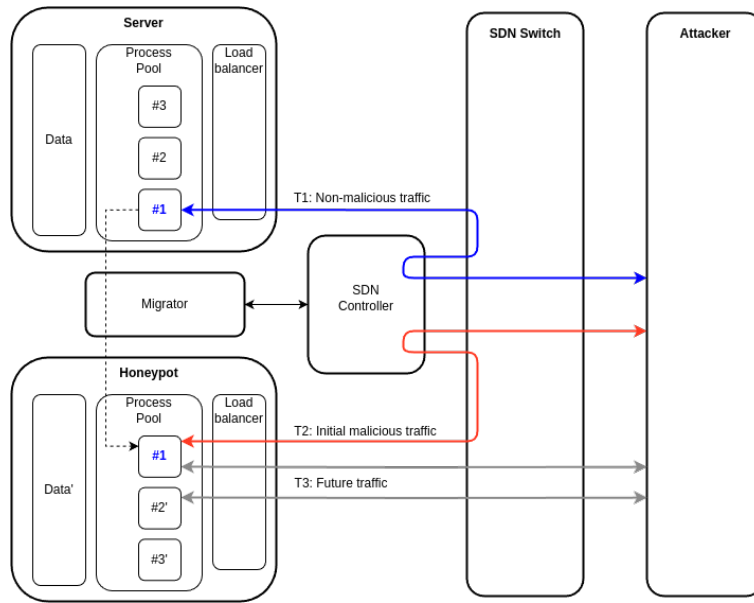 Server
SDN Switch
Attacker
Process
Pool
Load
balancer
Data
#3
#2
#1
T1: Non-malicious traffic
Migrator
SDN
Controller
Honeypot
Process
Pool
Load
balancer
T2: Initial malicious traffic
#1
Data'
T3: Future traffic
#2'
#3'